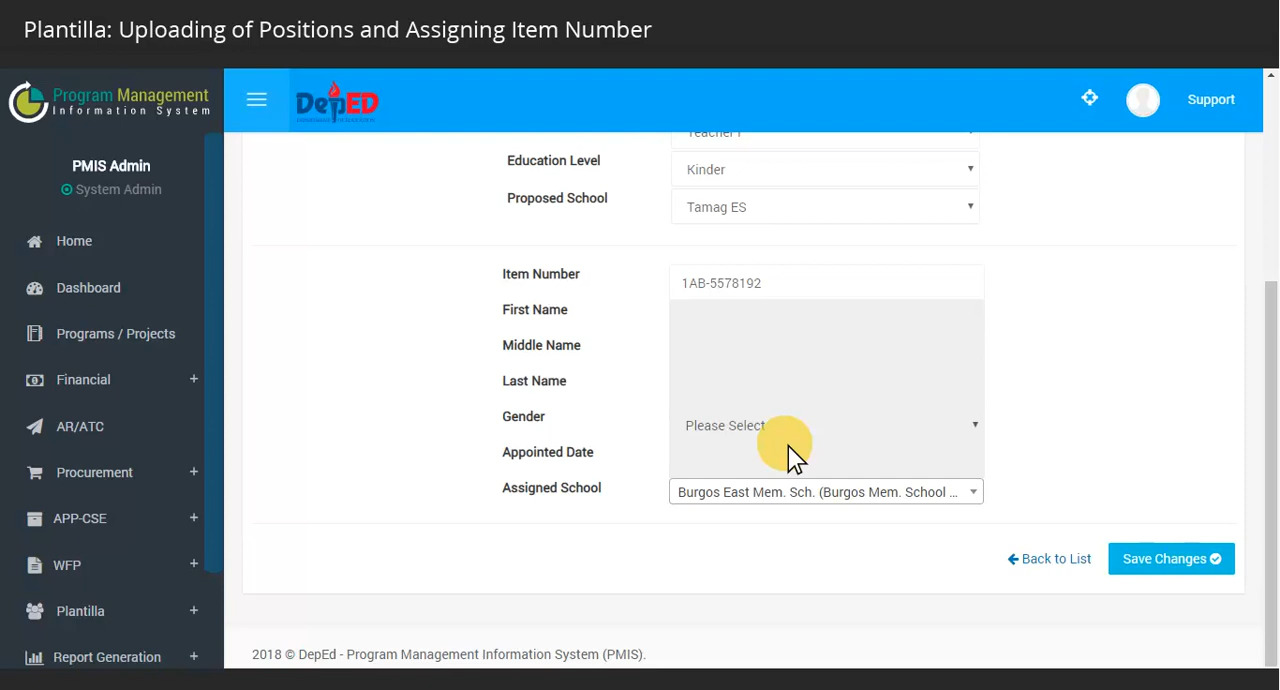 Plantilla: Uploading of Positions and Assigning Item Number
Program Management
Information System
DepED
Support
PMIS Admin
System Admin
Home
Dashboard
Programs / Projects
Financial +
AR/ATC
Procurement +
APP-CSE +
WFP +
Plantilla +
Report Generation +
Teacher I
Education Level Kinder
Proposed School Tamag ES
Item Number 1AB-5578192
First Name
Middle Name
Last Name
Gender Please Select
Appointed Date
Assigned School Burgos East Mem. Sch. (Burgos Mem. School ...
Back to List Save Changes
2018 © DepEd - Program Management Information System (PMIS).